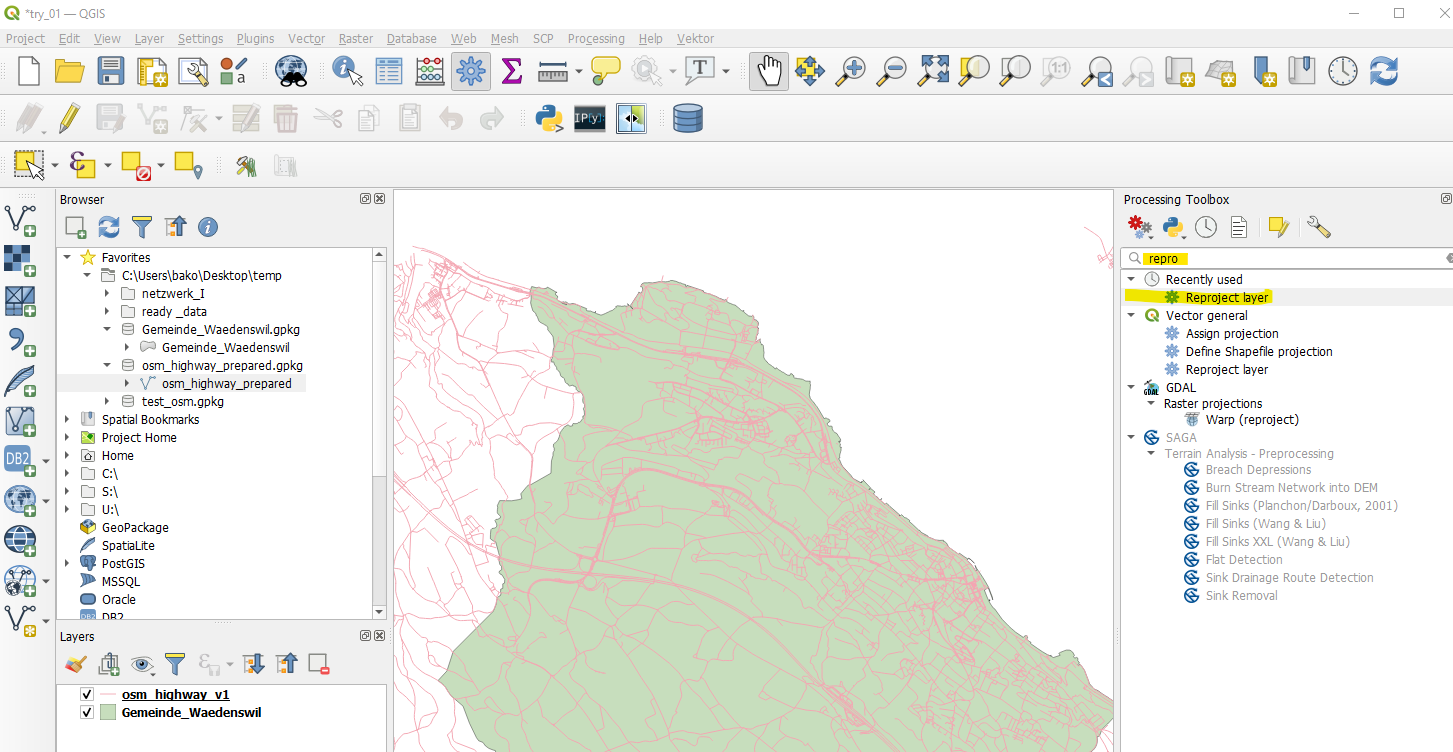 *try_01 — QGIS
Project Edit View Layer Settings Plugins Vector Raster Database Web Mesh SCP Processing Help Vektor
a
T
1:1
IP[y]:
Browser
Favorites
C:\Users\bako\Desktop\temp
netzwerk_I
ready _data
Gemeinde_Waedenswil.gpkg
Gemeinde_Waedenswil
osm_highway_prepared.gpkg
osm_highway_prepared
test_osm.gpkg
Spatial Bookmarks
Project Home
Home
C:\
S:\
U:\
GeoPackage
SpatiaLite
PostGIS
MSSQL
Oracle
DB2
DB2
Layers
osm_highway_v1
Gemeinde_Waedenswil
Processing Toolbox
repro
Recently used
Reproject layer
Vector general
Assign projection
Define Shapefile projection
Reproject layer
GDAL
GDAL
Raster projections
Warp (reproject)
SAGA
Terrain Analysis - Preprocessing
Breach Depressions
Burn Stream Network into DEM
Fill Sinks (Planchon/Darboux, 2001)
Fill Sinks (Wang & Liu)
Fill Sinks XXL (Wang & Liu)
Flat Detection
Sink Drainage Route Detection
Sink Removal